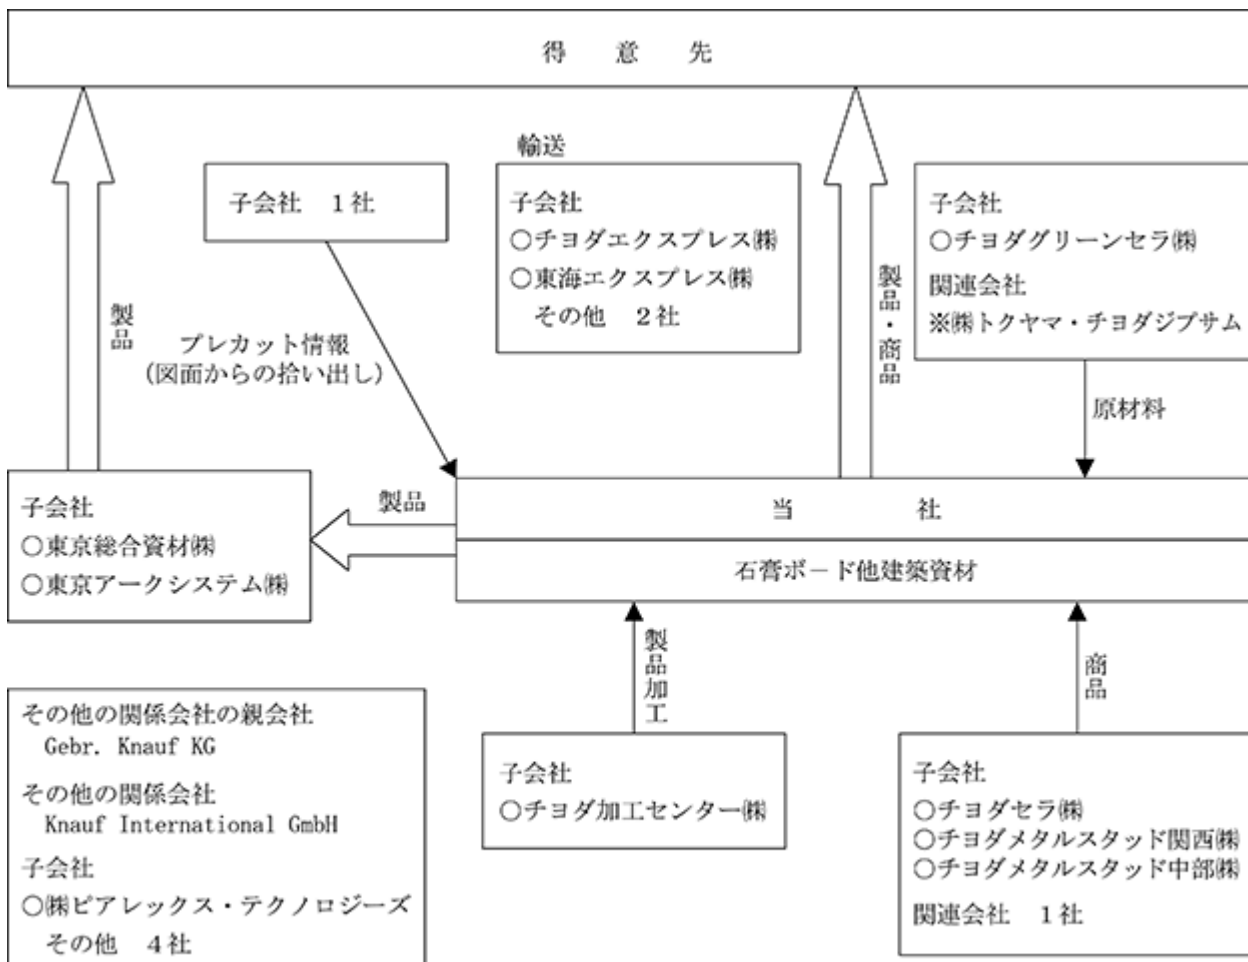 得　意　先
輸送
子会社　1社
子会社
○チヨダエクスプレス㈱
○東海エクスプレス㈱
その他　2社
子会社
○チヨダグリーンセラ㈱
関連会社
※㈱トクヤマ・チヨダジプサム
製品
プレカット情報
(図面からの拾い出し)
製品・商品
原材料
子会社
○東京総合資材㈱
○東京アークシステム㈱
製品
当　社
石膏ボード他建築資材
製品加工
商品
その他の関係会社の親会社
Gebr. Knauf KG
その他の関係会社
Knauf International GmbH
子会社
○㈱ピアレックス・テクノロジーズ
その他　4社
子会社
○チヨダ加工センター㈱
子会社
○チヨダセラ㈱
○チヨダメタルスタッド関西㈱
○チヨダメタルスタッド中部㈱
関連会社　1社